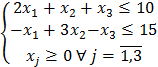 2x₁ + x₂ + x₃ ≤ 10
−x₁ + 3x₂−x₃ ≤ 15
xⱼ ≥ 0 ∀ j = 1,3